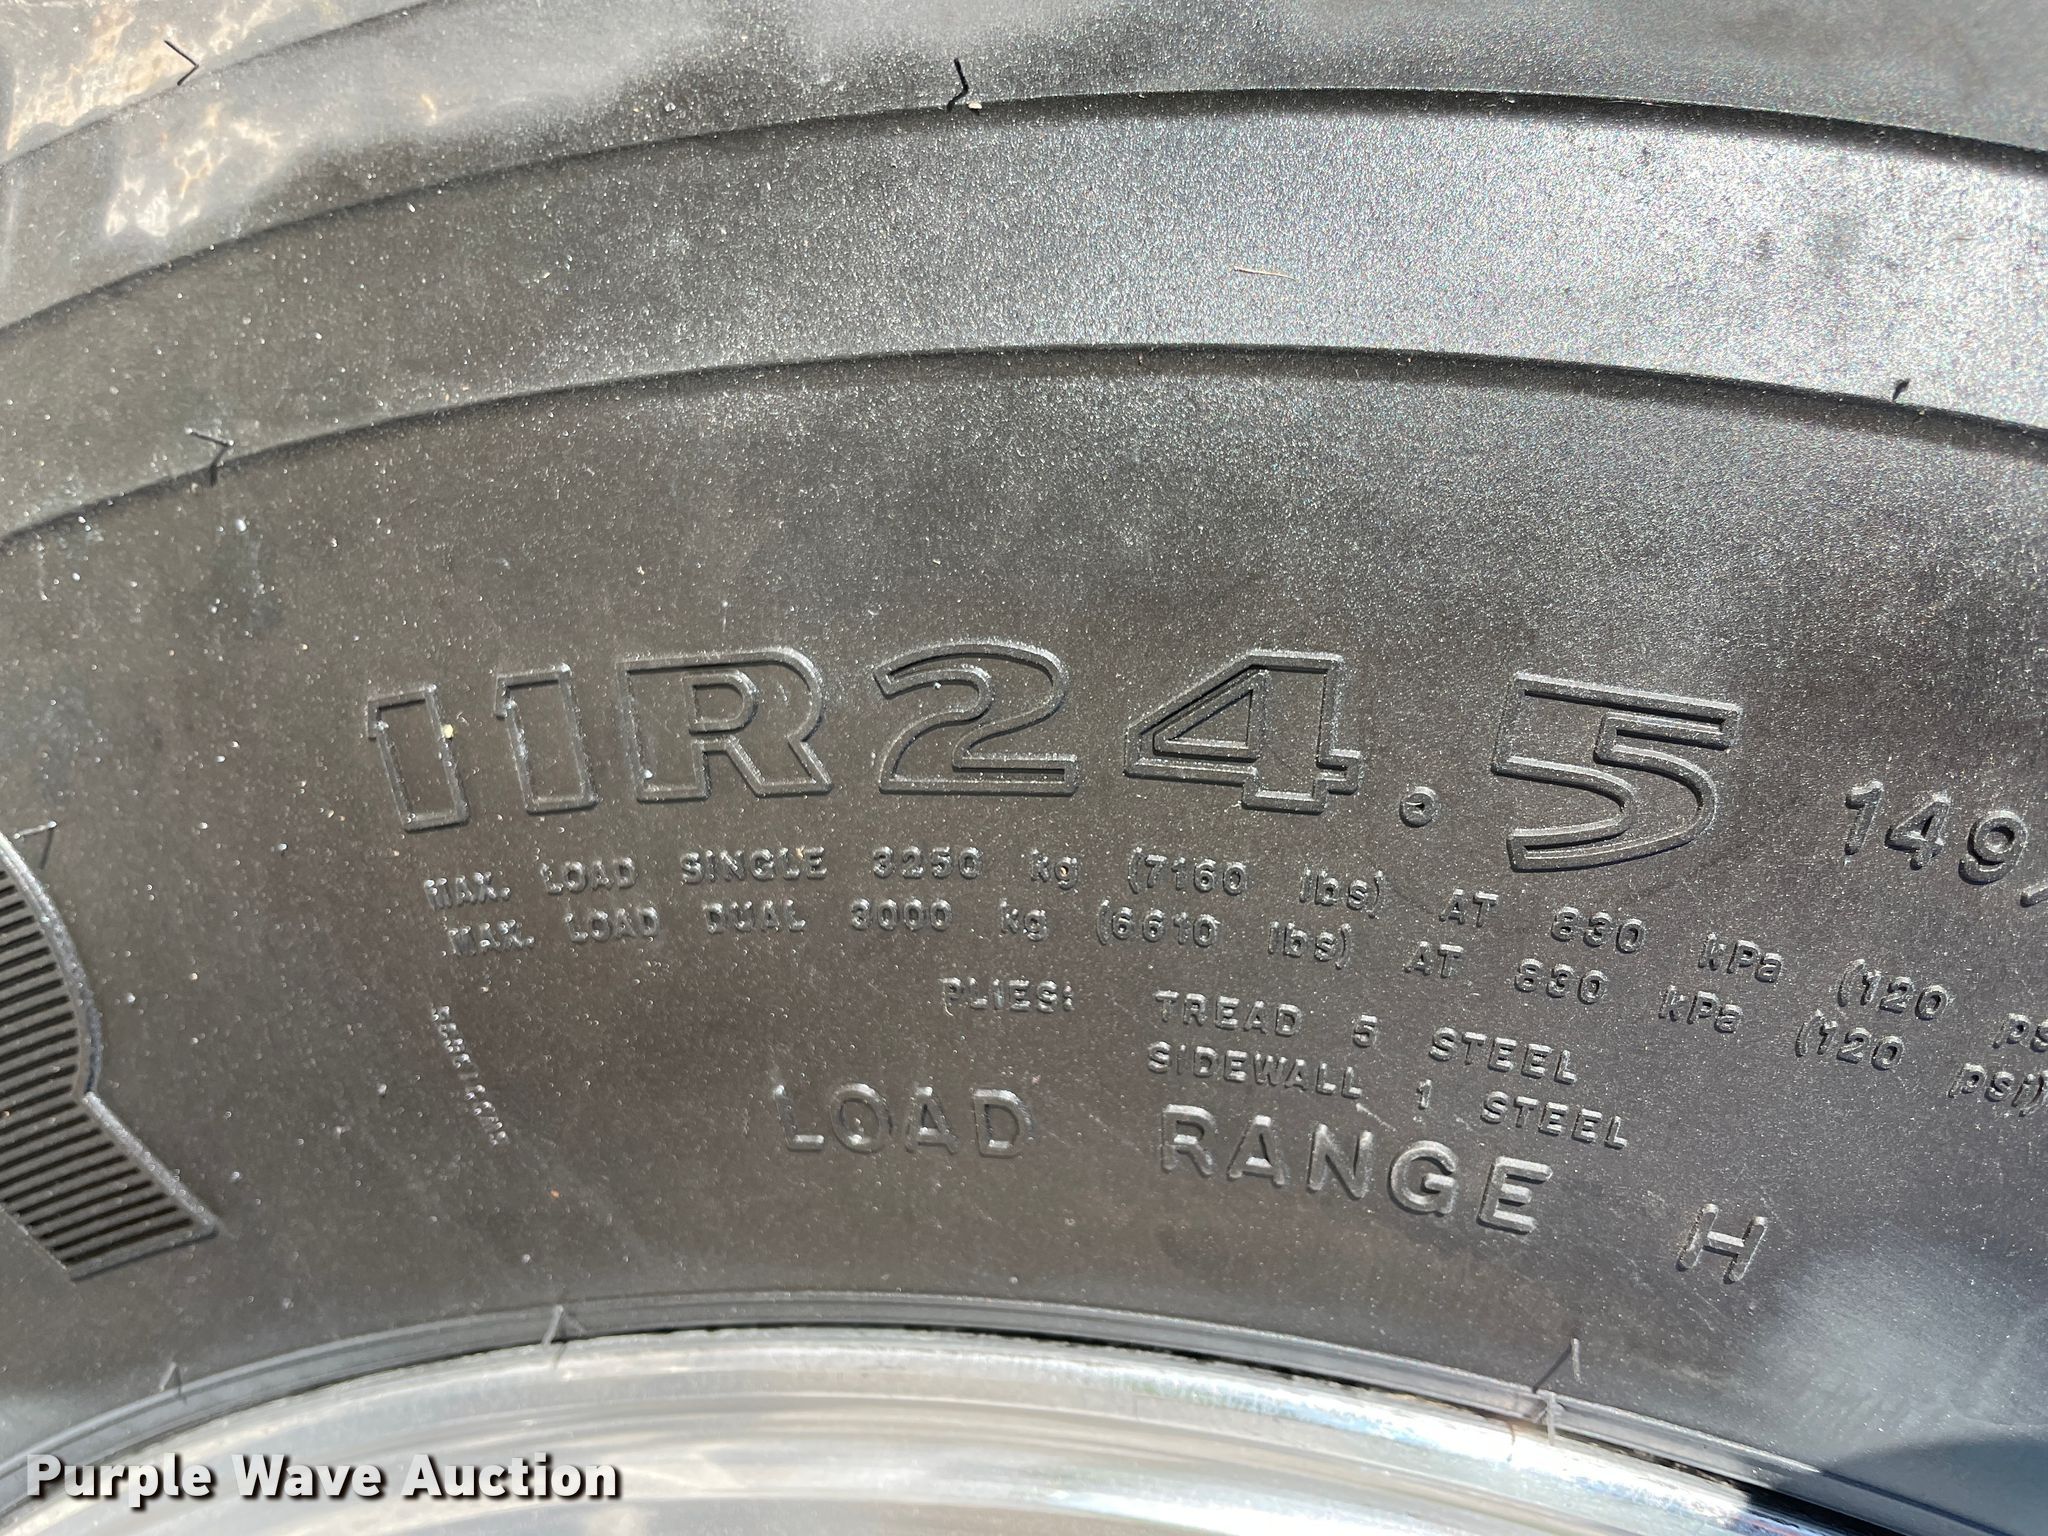 11R24.5 149/
MAX. LOAD SINGLE 3250 kg (7160 lbs) AT 830 kPa (120 psi
MAX. LOAD DUAL 3000 kg (6610 lbs) AT 830 kPa (120 psi)
PLIES: TREAD 5 STEEL
SIDEWALL 1 STEEL
LOAD RANGE H
Purple Wave Auction